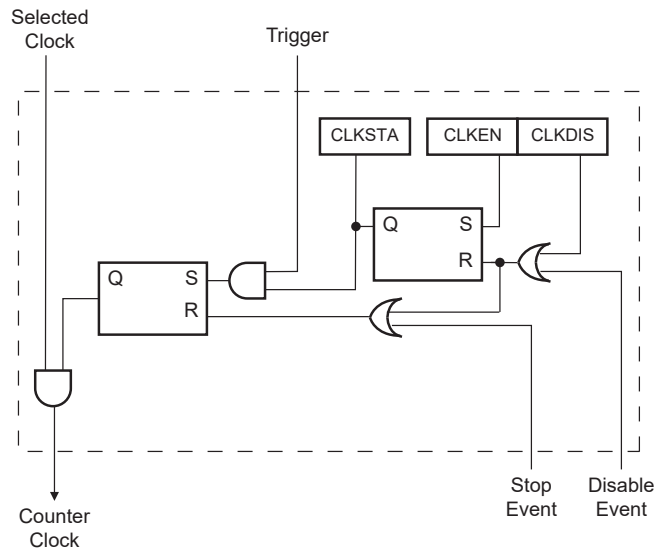 Selected
Clock
Trigger
CLKSTA
CLKEN
CLKDIS
Q
S
R
Q
S
R
Stop
Event
Disable
Event
Counter
Clock